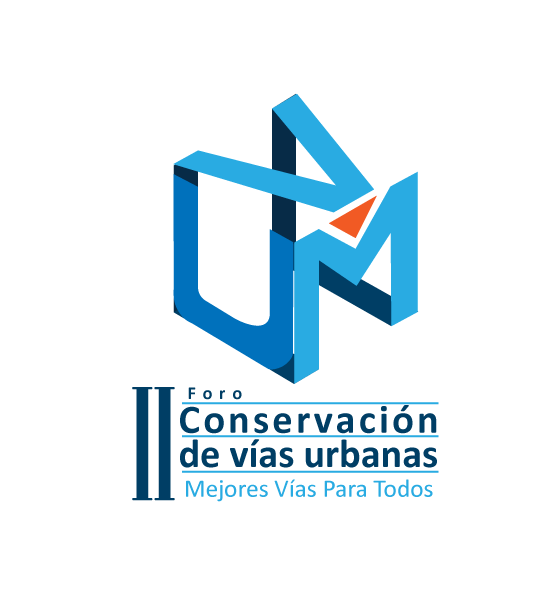 II
Foro
Conservación
de vías urbanas
Mejores Vías Para Todos